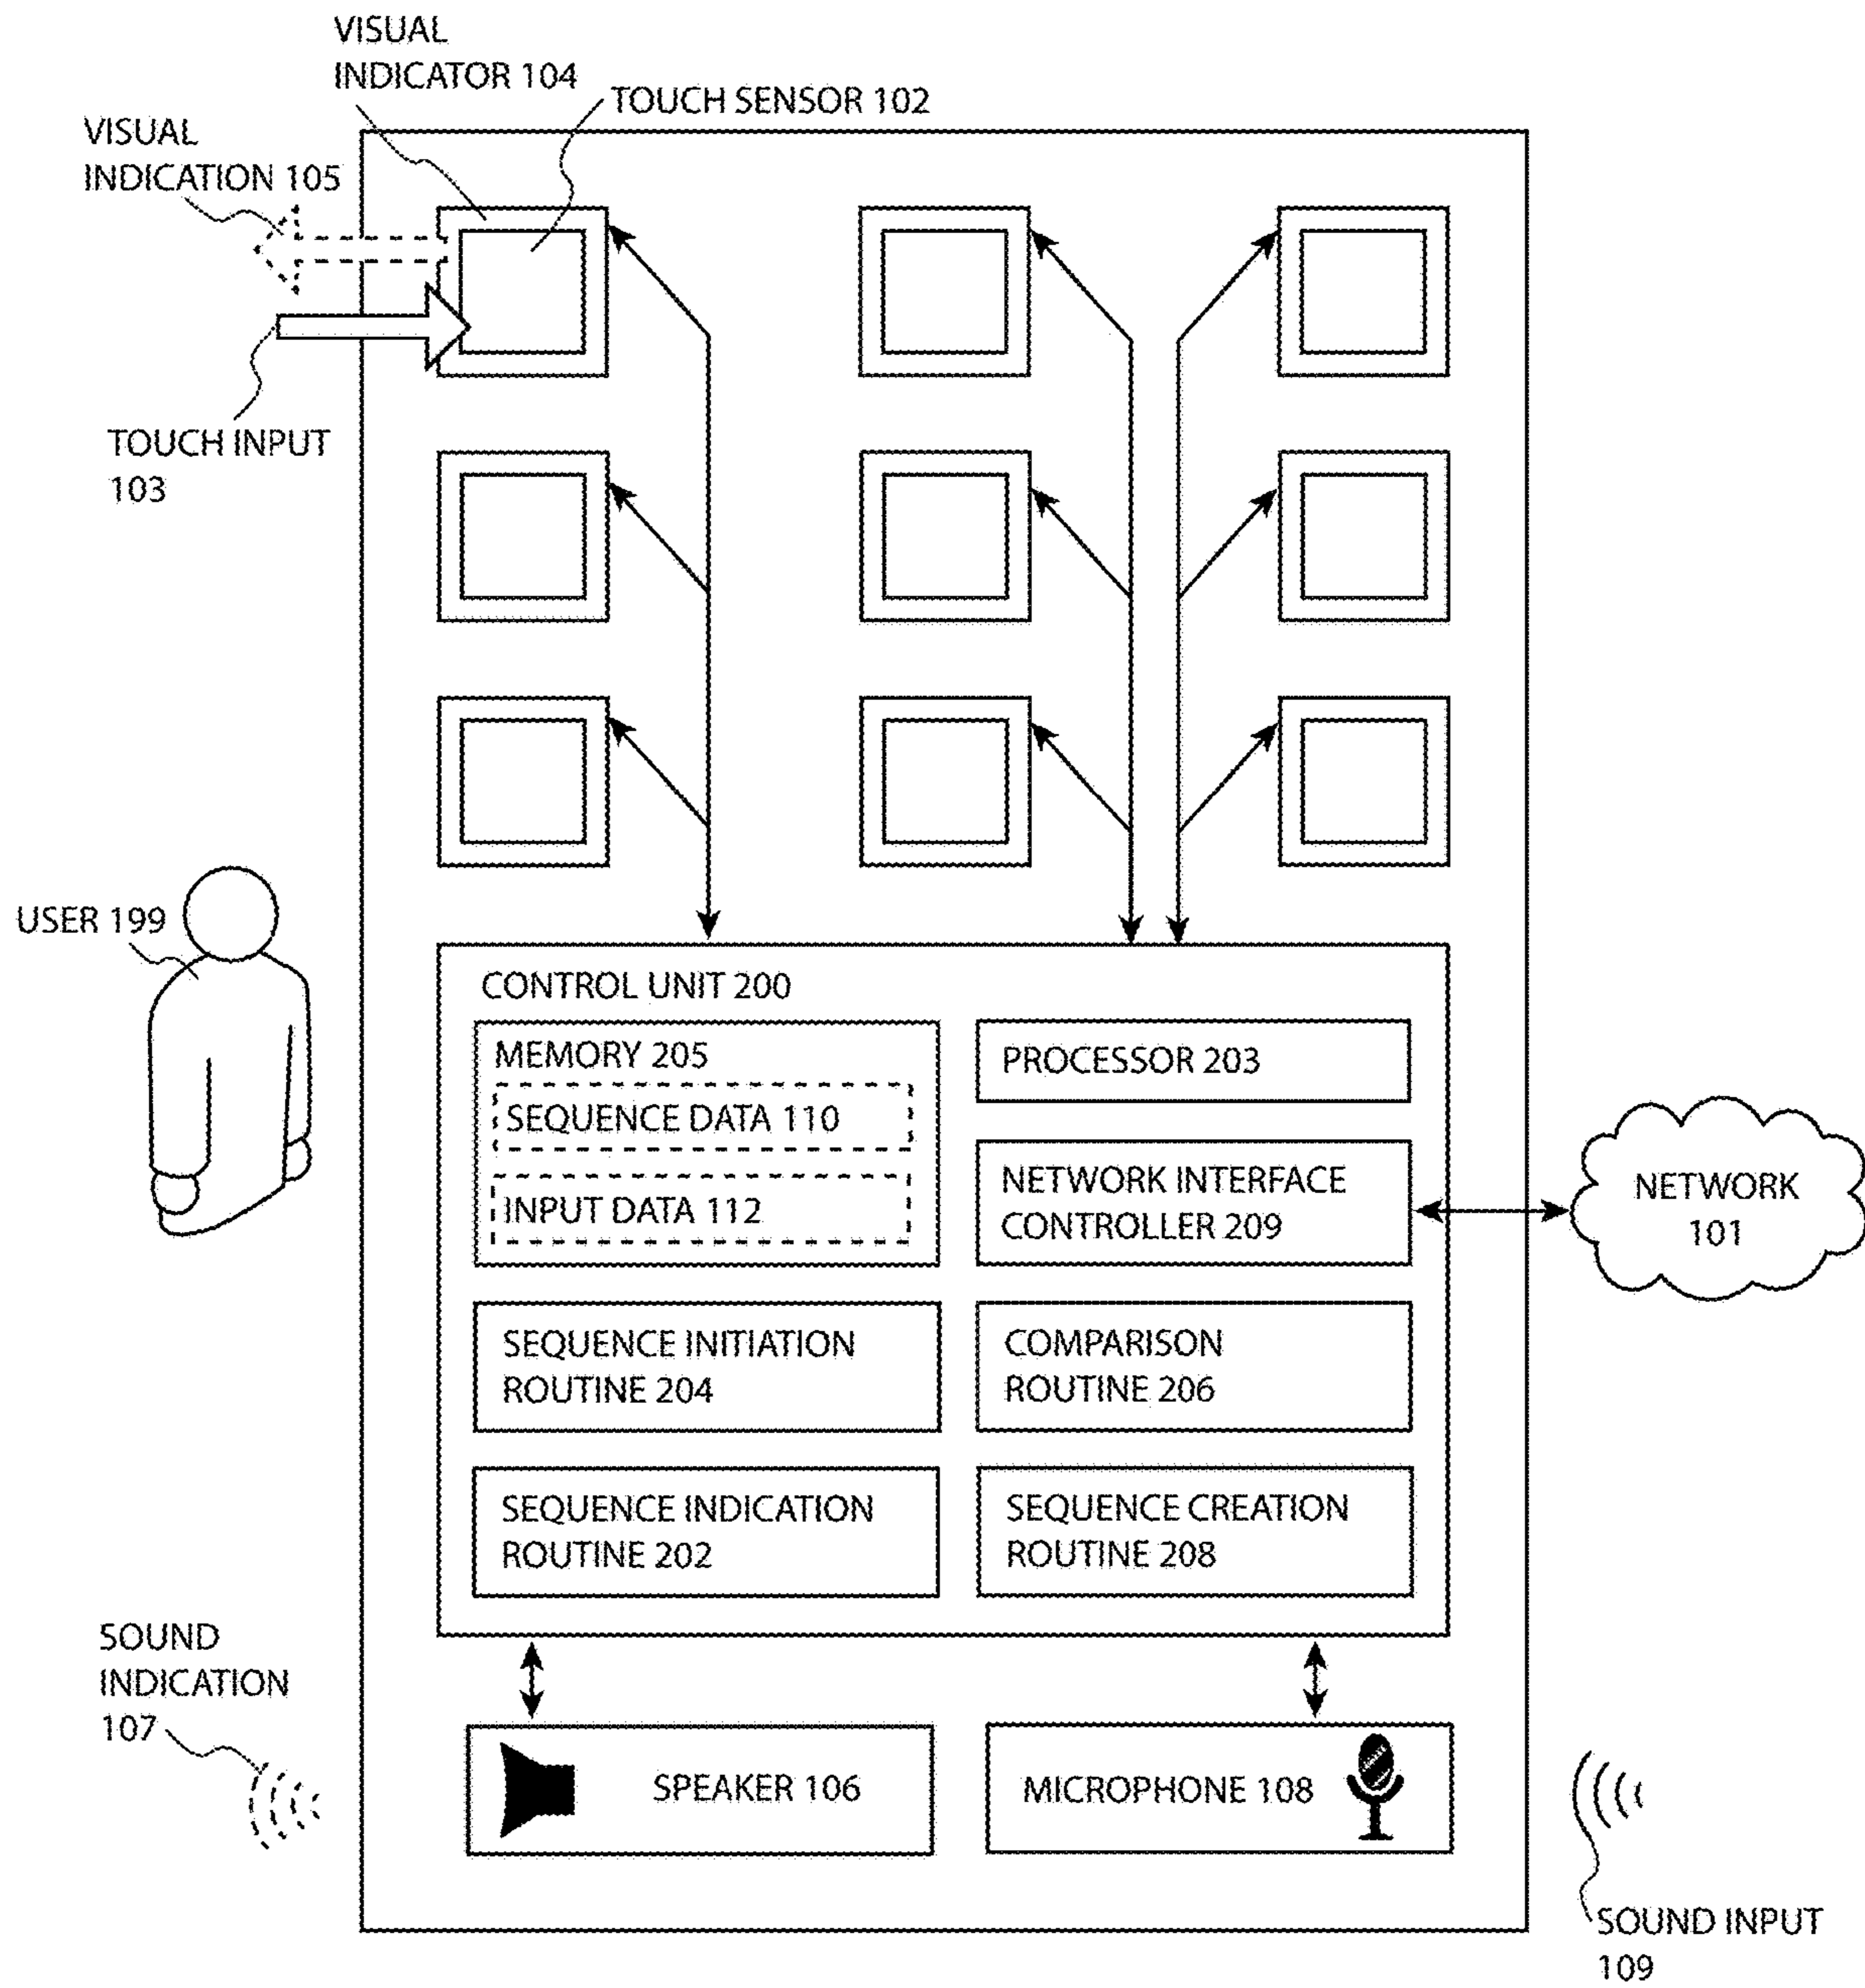 VISUAL
INDICATOR 104
TOUCH SENSOR 102
VISUAL
INDICATION 105
TOUCH INPUT
103
USER 199
CONTROL UNIT 200
MEMORY 205
SEQUENCE DATA 110
INPUT DATA 112
PROCESSOR 203
NETWORK INTERFACE
CONTROLLER 209
NETWORK
101
SEQUENCE INITIATION
ROUTINE 204
COMPARISON
ROUTINE 206
SEQUENCE INDICATION
ROUTINE 202
SEQUENCE CREATION
ROUTINE 208
SOUND
INDICATION
107
SPEAKER 106
MICROPHONE 108
SOUND INPUT
109